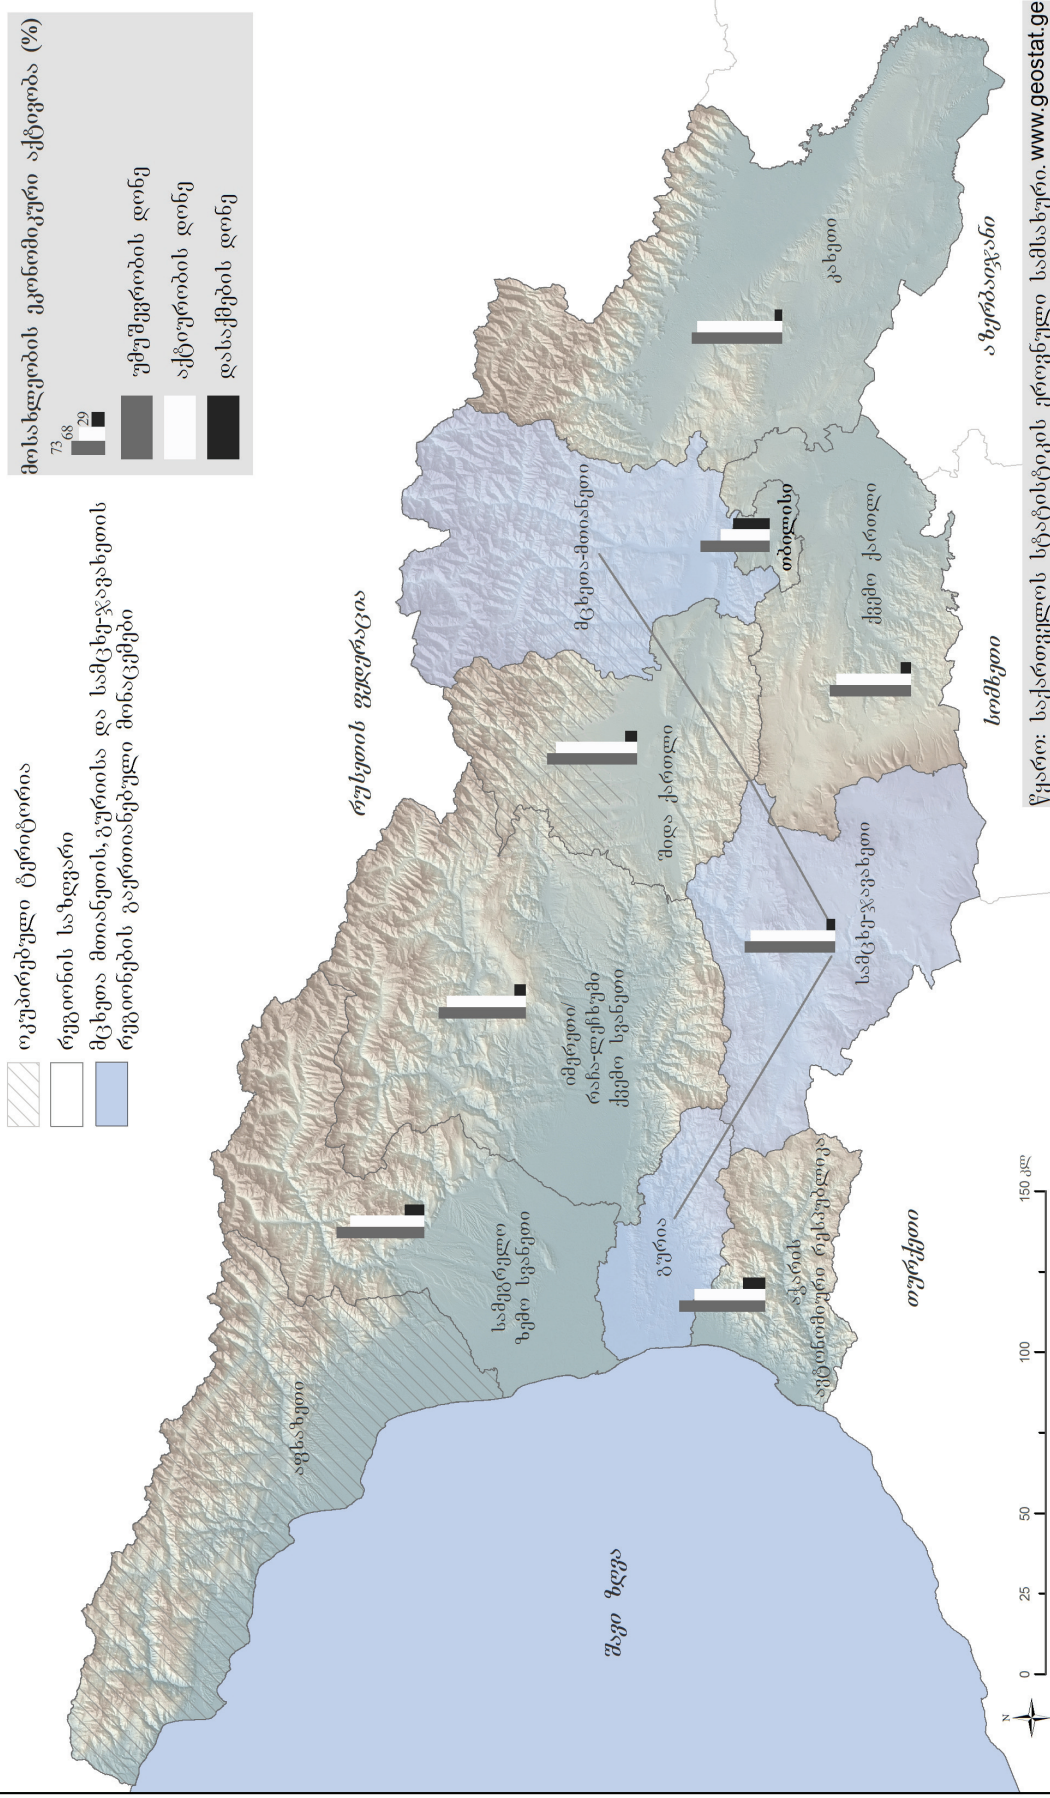 მოსახლეობის ეკონომიკური აქტივობა (%)
73
68
29
უმუშევრობის დონე
აქტიურობის დონე
დასაქმების დონე
ოკუპირებული ტერიტორია
რეგიონის საზღვარი
მცხეთა მთიანეთის, გურიისა და სამცხე-ჯავახეთის
რეგიონების გაერთიანებული მონაცემები
რუსეთის ფედერაცია
აფხაზეთი
სამეგრელო
ზემო სვანეთი
იმერეთი/
რაჭა-ლეჩხუმი
ქვემო სვანეთი
მცხეთა-მთიანეთი
შიდა ქართლი
გურია
თბილისი
კახეთი
აჭარის
ავტონომიური რესპუბლიკა
სამცხე-ჯავახეთი
ქვემო ქართლი
შავი ზღვა
თურქეთი
სომხეთი
აზერბაიჯანი
N
0 25 50 100 150 კმ
წყარო: საქართველოს სტატისტიკის ეროვნული სამსახური. www.geostat.ge